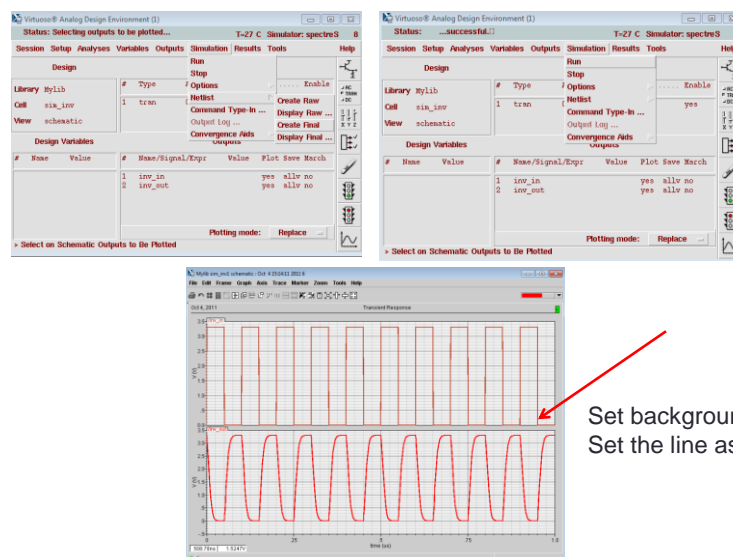 Virtuoso® Analog Design Environment (1)
Status: Selecting outputs to be plotted...
T=27 C Simulator: spectreS 8
Session Setup Analyses Variables Outputs Simulation Results Tools Help
Design
Library Mylib
Cell sim_inv
View schematic
# Type
..... Enable
1 tran
Run
Stop
Options
Netlist
Command Type-In ...
Output Log ...
Convergence Aids
Create Raw
Display Raw ...
Create Final
Display Final ...
Design Variables
Outputs
# Name Value
# Name/Signal/Expr Value Plot Save March
1 inv_in yes allv no
2 inv_out yes allv no
Plotting mode: Replace
> Select on Schematic Outputs to Be Plotted
Virtuoso® Analog Design Environment (1)
Status: ...successful.
T=27 C Simulator: spectreS
Session Setup Analyses Variables Outputs Simulation Results Tools Help
Design
Library Mylib
Cell sim_inv
View schematic
# Type
..... Enable
1 tran
yes
Run
Stop
Options
Netlist
Command Type-In ...
Output Log ...
Convergence Aids
Design Variables
Outputs
# Name Value
# Name/Signal/Expr Value Plot Save March
1 inv_in yes allv no
2 inv_out yes allv no
Plotting mode: Replace
> Select on Schematic Outputs to Be Plotted
File Edit Frame Graph Axis Trace Marker Zoom Tools Help
Oct 4, 2011
Transient Response
time (us)
Set backgroun
Set the line as